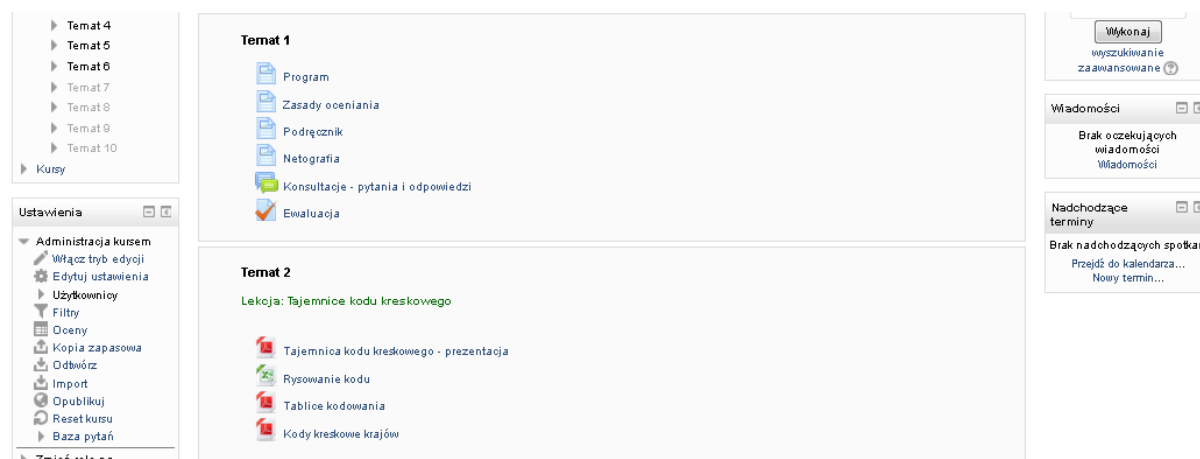 Temat 4
Temat 5
Temat 6
Temat 7
Temat 8
Temat 9
Temat 10
Kursy
Ustawienia
Administracja kursem
Włącz tryb edycji
Edytuj ustawienia
Użytkownicy
Filtry
Oceny
Kopia zapasowa
Odtwórz
Import
Opublikuj
Reset kursu
Baza pytań
Temat 1
Program
Zasady oceniania
Podręcznik
Netografia
Konsultacje - pytania i odpowiedzi
Ewaluacja
Temat 2
Lekcja: Tajemnice kodu kreskowego
Tajemnica kodu kreskowego - prezentacja
Rysowanie kodu
Tablice kodowania
Kody kreskowe krajów
Wykonaj
wyszukiwanie
zaawansowane
Wiadomości
Brak oczekujących
wiadomości
Wiadomości
Nadchodzące
terminy
Brak nadchodzących
Przejdź do kalendarza...
Nowy termin...